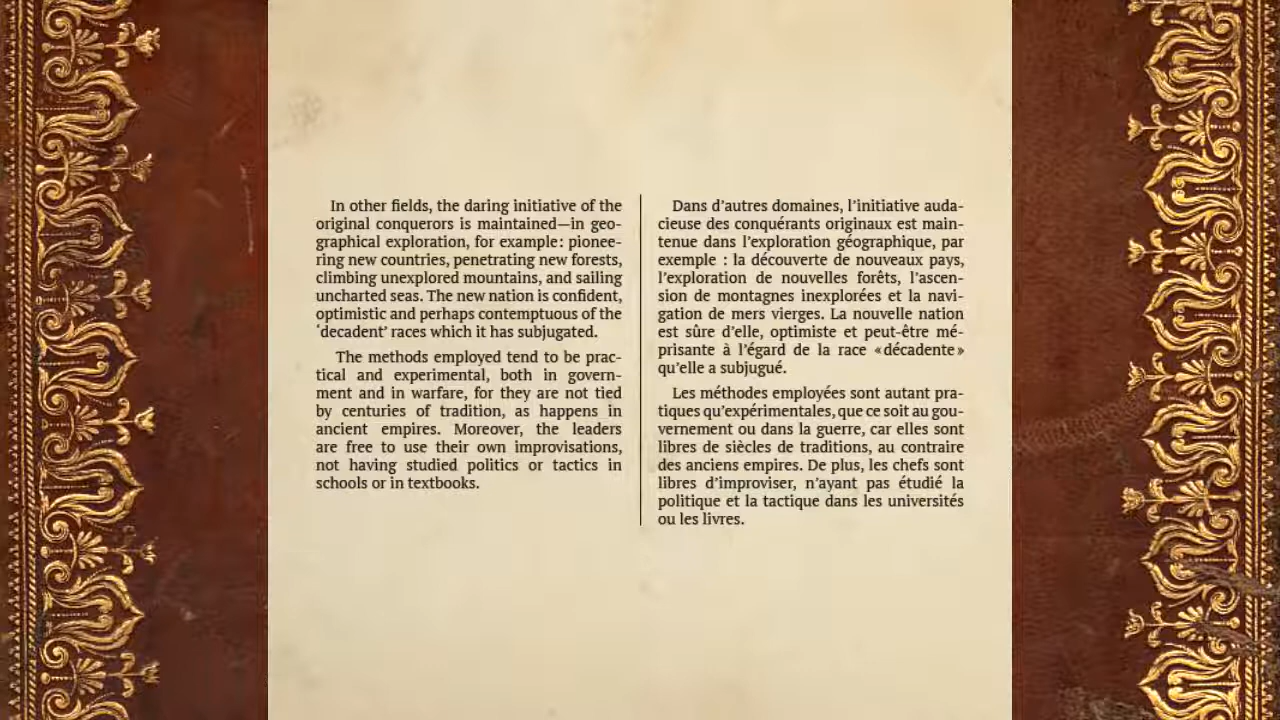 In other fields, the daring initiative of the
original conquerors is maintained—in geo-
graphical exploration, for example: pionee-
ring new countries, penetrating new forests,
climbing unexplored mountains, and sailing
uncharted seas. The new nation is confident,
optimistic and perhaps contemptuous of the
‘decadent’ races which it has subjugated.
The methods employed tend to be prac-
tical and experimental, both in govern-
ment and in warfare, for they are not tied
by centuries of tradition, as happens in
ancient empires. Moreover, the leaders
are free to use their own improvisations,
not having studied politics or tactics in
schools or in textbooks.
Dans d’autres domaines, l’initiative auda-
cieuse des conquérants originaux est main-
tenue dans l’exploration géographique, par
exemple : la découverte de nouveaux pays,
l’exploration de nouvelles forêts, l’ascen-
sion de montagnes inexplorées et la navi-
gation de mers vierges. La nouvelle nation
est sûre d’elle, optimiste et peut-être mé-
prisante à l’égard de la race «décadente»
qu’elle a subjugué.
Les méthodes employées sont autant pra-
tiques qu’expérimentales, que ce soit au gou-
vernement ou dans la guerre, car elles sont
libres de siècles de traditions, au contraire
des anciens empires. De plus, les chefs sont
libres d’improviser, n’ayant pas étudié la
politique et la tactique dans les universités
ou les livres.